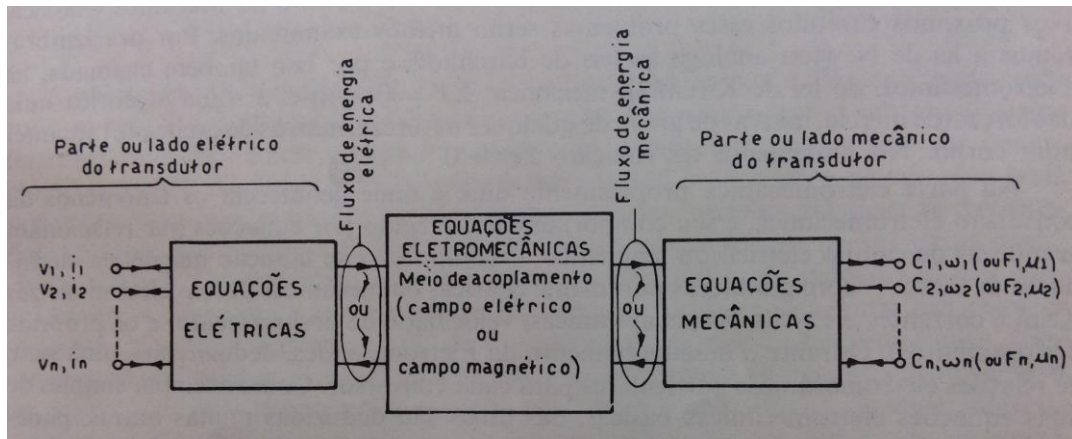 Parte ou lado elétrico
do transdutor
Fluxo de energia
elétrica
Fluxo de energia
mecânica
Parte ou lado mecânico
do transdutor
v1, i1
v2, i2
vn, in
EQUAÇÕES
ELÉTRICAS
ou
EQUAÇÕES
ELETROMECÂNICAS
Meio de acoplamento
(campo elétrico
ou
campo magnético)
ou
EQUAÇÕES
MECÂNICAS
C1, ω1 (ou F1, μ1)
C2, ω2 (ou F2, μ2)
Cn, ωn (ou Fn, μn)